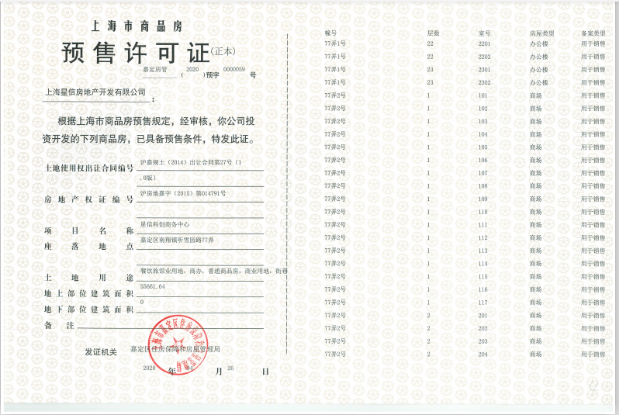 上海市商品房
预售许可证(正本)
嘉定房管(2020)预字0000069号
上海星信房地产开发有限公司:
根据上海市商品房预售规定，经审核，你公司投
资开发的下列商品房，已具备预售条件，特发此证。
土地使用权出让合同编号 沪嘉规土(2014)出让合同第27号(1
.0版)
房地产权证编号 沪房地嘉字(2015)第014791号
项目名称 星信科创商务中心
座落地点 嘉定区南翔镇听雪园路77弄
土地用途 餐饮旅馆业用地，商办、普通商品房，商业用地，街巷
地上部位建筑面积 53661.64
地下部位建筑面积 0
备注
发证机关 嘉定区住房保障和房屋管理局
2020年 月 26日
幢号 层数 室号 房屋类型 备案类型
77弄1号 22 2201 办公楼 用于销售
77弄1号 22 2202 办公楼 用于销售
77弄1号 23 2301 办公楼 用于销售
77弄1号 23 2302 办公楼 用于销售
77弄2号 1 101 商场 用于销售
77弄2号 1 102 商场 用于销售
77弄2号 1 103 商场 用于销售
77弄2号 1 104 商场 用于销售
77弄2号 1 105 商场 用于销售
77弄2号 1 106 商场 用于销售
77弄2号 1 107 商场 用于销售
77弄2号 1 108 商场 用于销售
77弄2号 1 109 商场 用于销售
77弄2号 1 110 商场 用于销售
77弄2号 1 111 商场 用于销售
77弄2号 1 112 商场 用于销售
77弄2号 1 113 商场 用于销售
77弄2号 1 114 商场 用于销售
77弄2号 1 115 商场 用于销售
77弄2号 1 116 商场 用于销售
77弄2号 1 117 商场 用于销售
77弄2号 2 201 商场 用于销售
77弄2号 2 202 商场 用于销售
77弄2号 2 203 商场 用于销售
77弄2号 2 204 商场 用于销售